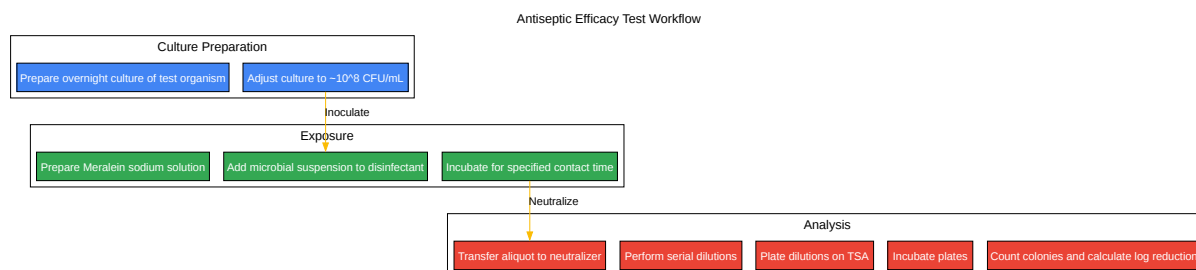 Antiseptic Efficacy Test Workflow
Culture Preparation
Prepare overnight culture of test organism
Adjust culture to ~10^8 CFU/mL
Inoculate
Exposure
Prepare Meralein sodium solution
Add microbial suspension to disinfectant
Incubate for specified contact time
Neutralize
Analysis
Transfer aliquot to neutralizer
Perform serial dilutions
Plate dilutions on TSA
Incubate plates
Count colonies and calculate log reduction